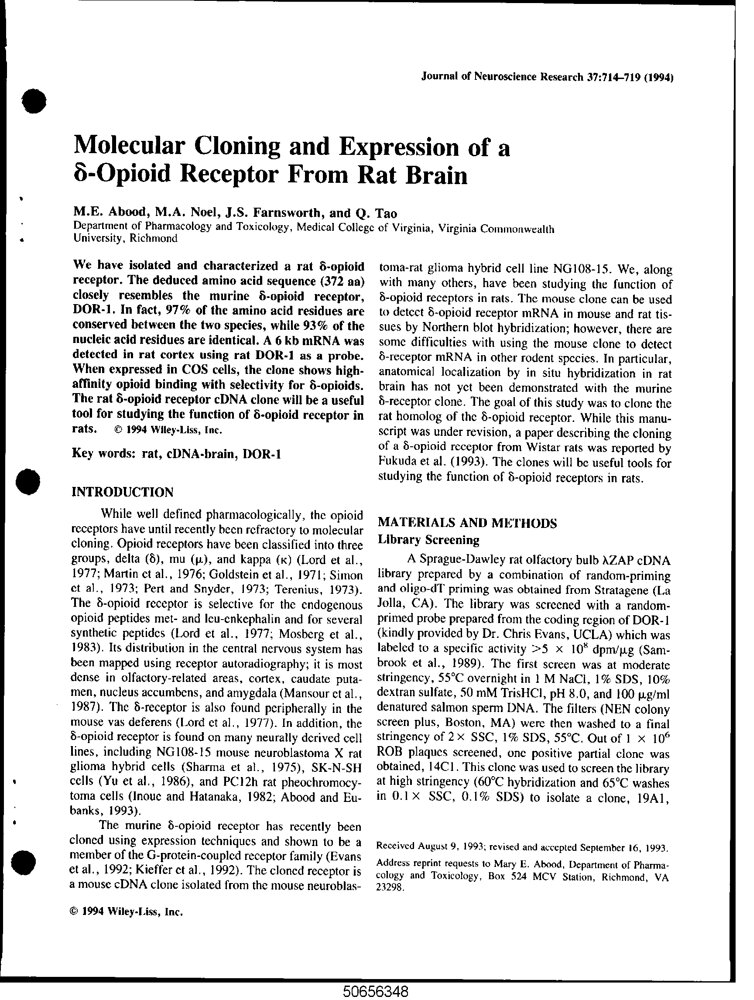 Journal of Neuroscience Research 37:714–719 (1994)
Molecular Cloning and Expression of a
δ-Opioid Receptor From Rat Brain
M.E. Abood, M.A. Noel, J.S. Farnsworth, and Q. Tao
Department of Pharmacology and Toxicology, Medical College of Virginia, Virginia Commonwealth
University, Richmond
We have isolated and characterized a rat δ-opioid
receptor. The deduced amino acid sequence (372 aa)
closely resembles the murine δ-opioid receptor,
DOR-1. In fact, 97% of the amino acid residues are
conserved between the two species, while 93% of the
nucleic acid residues are identical. A 6 kb mRNA was
detected in rat cortex using rat DOR-1 as a probe.
When expressed in COS cells, the clone shows high-
affinity opioid binding with selectivity for δ-opioids.
The rat δ-opioid receptor cDNA clone will be a useful
tool for studying the function of δ-opioid receptor in
rats. © 1994 Wiley-Liss, Inc.
Key words: rat, cDNA-brain, DOR-1
INTRODUCTION
While well defined pharmacologically, the opioid
receptors have until recently been refractory to molecular
cloning. Opioid receptors have been classified into three
groups, delta (δ), mu (μ), and kappa (κ) (Lord et al.,
1977; Martin et al., 1976; Goldstein et al., 1971; Simon
et al., 1973; Pert and Snyder, 1973; Terenius, 1973).
The δ-opioid receptor is selective for the endogenous
opioid peptides met- and leu-enkephalin and for several
synthetic peptides (Lord et al., 1977; Mosberg et al.,
1983). Its distribution in the central nervous system has
been mapped using receptor autoradiography; it is most
dense in olfactory-related areas, cortex, caudate puta-
men, nucleus accumbens, and amygdala (Mansour et al.,
1987). The δ-receptor is also found peripherally in the
mouse vas deferens (Lord et al., 1977). In addition, the
δ-opioid receptor is found on many neurally derived cell
lines, including NG108-15 mouse neuroblastoma X rat
glioma hybrid cells (Sharma et al., 1975), SK-N-SH
cells (Yu et al., 1986), and PC12h rat pheochromocy-
toma cells (Inoue and Hatanaka, 1982; Abood and Eu-
banks, 1993).
The murine δ-opioid receptor has recently been
cloned using expression techniques and shown to be a
member of the G-protein-coupled receptor family (Evans
et al., 1992; Kieffer et al., 1992). The cloned receptor is
a mouse cDNA clone isolated from the mouse neuroblas-
© 1994 Wiley-Liss, Inc.
toma-rat glioma hybrid cell line NG108-15. We, along
with many others, have been studying the function of
δ-opioid receptors in rats. The mouse clone can be used
to detect δ-opioid receptor mRNA in mouse and rat tis-
sues by Northern blot hybridization; however, there are
some difficulties with using the mouse clone to detect
δ-receptor mRNA in other rodent species. In particular,
anatomical localization by in situ hybridization in rat
brain has not yet been demonstrated with the murine
δ-receptor clone. The goal of this study was to clone the
rat homolog of the δ-opioid receptor. While this manu-
script was under revision, a paper describing the cloning
of a δ-opioid receptor from Wistar rats was reported by
Fukuda et al. (1993). The clones will be useful tools for
studying the function of δ-opioid receptors in rats.
MATERIALS AND METHODS
Library Screening
A Sprague-Dawley rat olfactory bulb λZAP cDNA
library prepared by a combination of random-priming
and oligo-dT priming was obtained from Stratagene (La
Jolla, CA). The library was screened with a random-
primed probe prepared from the coding region of DOR-1
(kindly provided by Dr. Chris Evans, UCLA) which was
labeled to a specific activity >5 × 10⁸ dpm/μg (Sam-
brook et al., 1989). The first screen was at moderate
stringency, 55°C overnight in 1 M NaCl, 1% SDS, 10%
dextran sulfate, 50 mM TrisHCl, pH 8.0, and 100 μg/ml
denatured salmon sperm DNA. The filters (NEN colony
screen plus, Boston, MA) were then washed to a final
stringency of 2× SSC, 1% SDS, 55°C. Out of 1 × 10⁶
ROB plaques screened, one positive partial clone was
obtained, 14C1. This clone was used to screen the library
at high stringency (60°C hybridization and 65°C washes
in 0.1× SSC, 0.1% SDS) to isolate a clone, 19A1,
Received August 9, 1993; revised and accepted September 16, 1993.
Address reprint requests to Mary E. Abood, Department of Pharma-
cology and Toxicology, Box 524 MCV Station, Richmond, VA
23298.
50656348